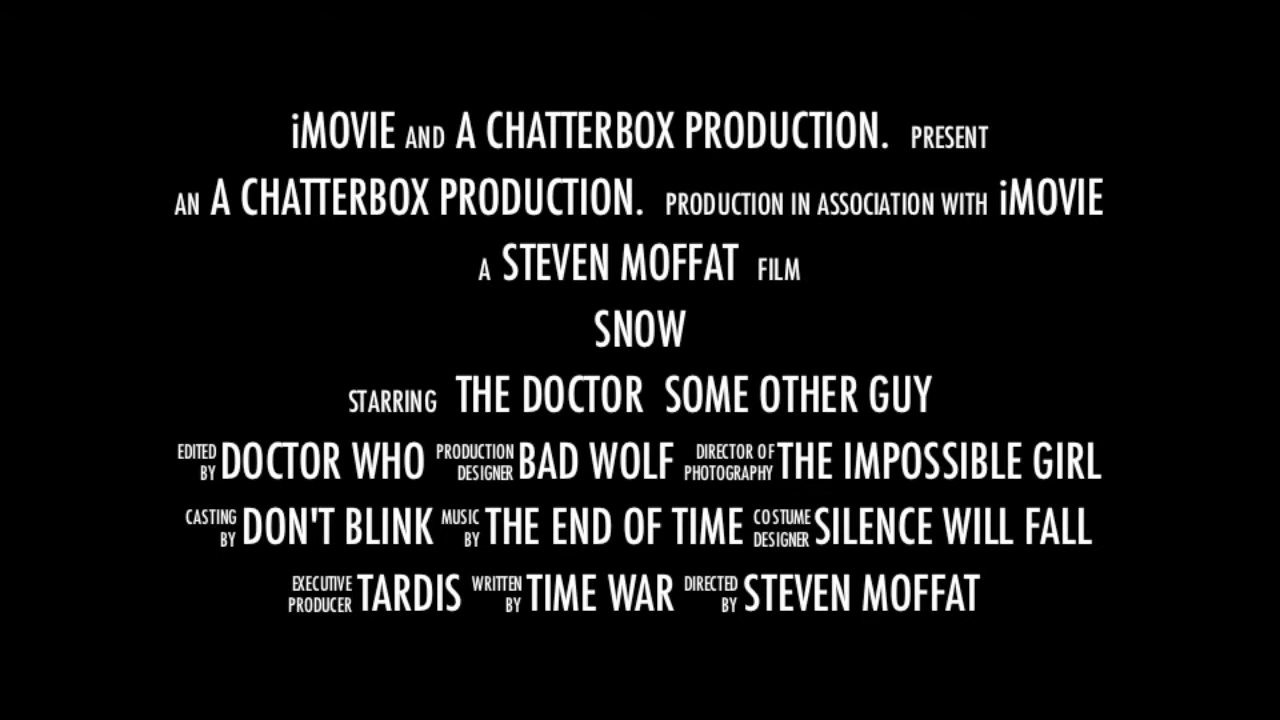 iMOVIE AND A CHATTERBOX PRODUCTION. PRESENT
AN A CHATTERBOX PRODUCTION. PRODUCTION IN ASSOCIATION WITH iMOVIE
A STEVEN MOFFAT FILM
SNOW
STARRING THE DOCTOR SOME OTHER GUY
EDITED BY DOCTOR WHO PRODUCTION DESIGNER BAD WOLF DIRECTOR OF PHOTOGRAPHY THE IMPOSSIBLE GIRL
CASTING BY DON'T BLINK MUSIC BY THE END OF TIME COSTUME DESIGNER SILENCE WILL FALL
EXECUTIVE PRODUCER TARDIS WRITTEN BY TIME WAR DIRECTED BY STEVEN MOFFAT